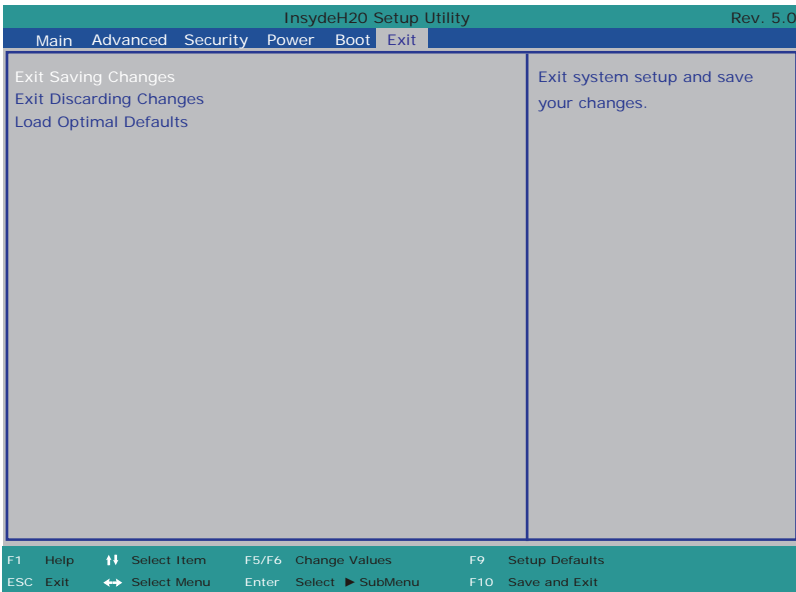 InsydeH20 Setup Utility Rev. 5.0
Main Advanced Security Power Boot Exit
Exit Saving Changes
Exit Discarding Changes
Load Optimal Defaults
Exit system setup and save
your changes.
F1 Help Select Item F5/F6 Change Values F9 Setup Defaults
ESC Exit Select Menu Enter Select ▶ SubMenu F10 Save and Exit